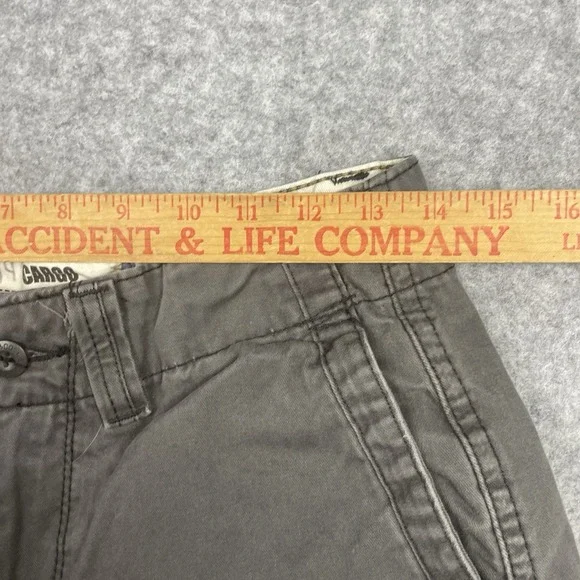 7 8 9 10 11 12 13 14 15 16
ACCIDENT & LIFE COMPANY
CARGO